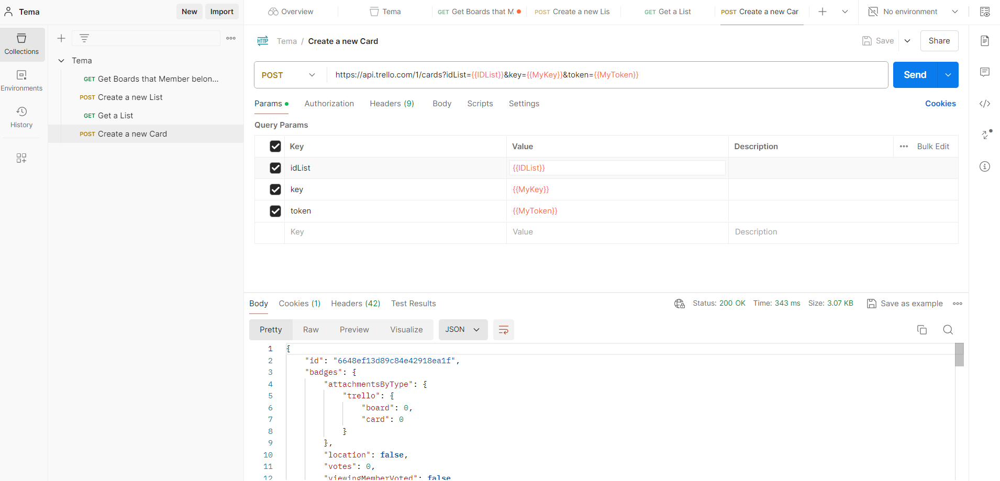 Tema
New
Import
Overview
Tema
GET Get Boards that M
POST Create a new Lis
GET Get a List
POST Create a new Car
No environment
Collections
Environments
History
Tema
GET Get Boards that Member belon...
POST Create a new List
GET Get a List
POST Create a new Card
HTTP Tema / Create a new Card
Save
Share
POST
https://api.trello.com/1/cards?idList={{IDList}}&key={{MyKey}}&token={{MyToken}}
Send
Params
Authorization
Headers (9)
Body
Scripts
Settings
Cookies
Query Params
Key Value Description Bulk Edit
idList {{IDList}}
key {{MyKey}}
token {{MyToken}}
Key Value Description
Body Cookies (1) Headers (42) Test Results
Status: 200 OK Time: 343 ms Size: 3.07 KB Save as example
Pretty Raw Preview Visualize JSON
1 {
2 "id": "6648ef13d89c84e42918ea1f",
3 "badges": {
4 "attachmentsByType": {
5 "trello": {
6 "board": 0,
7 "card": 0
8 }
9 },
10 "location": false,
11 "votes": 0,
12 "viewingMemberVoted": false